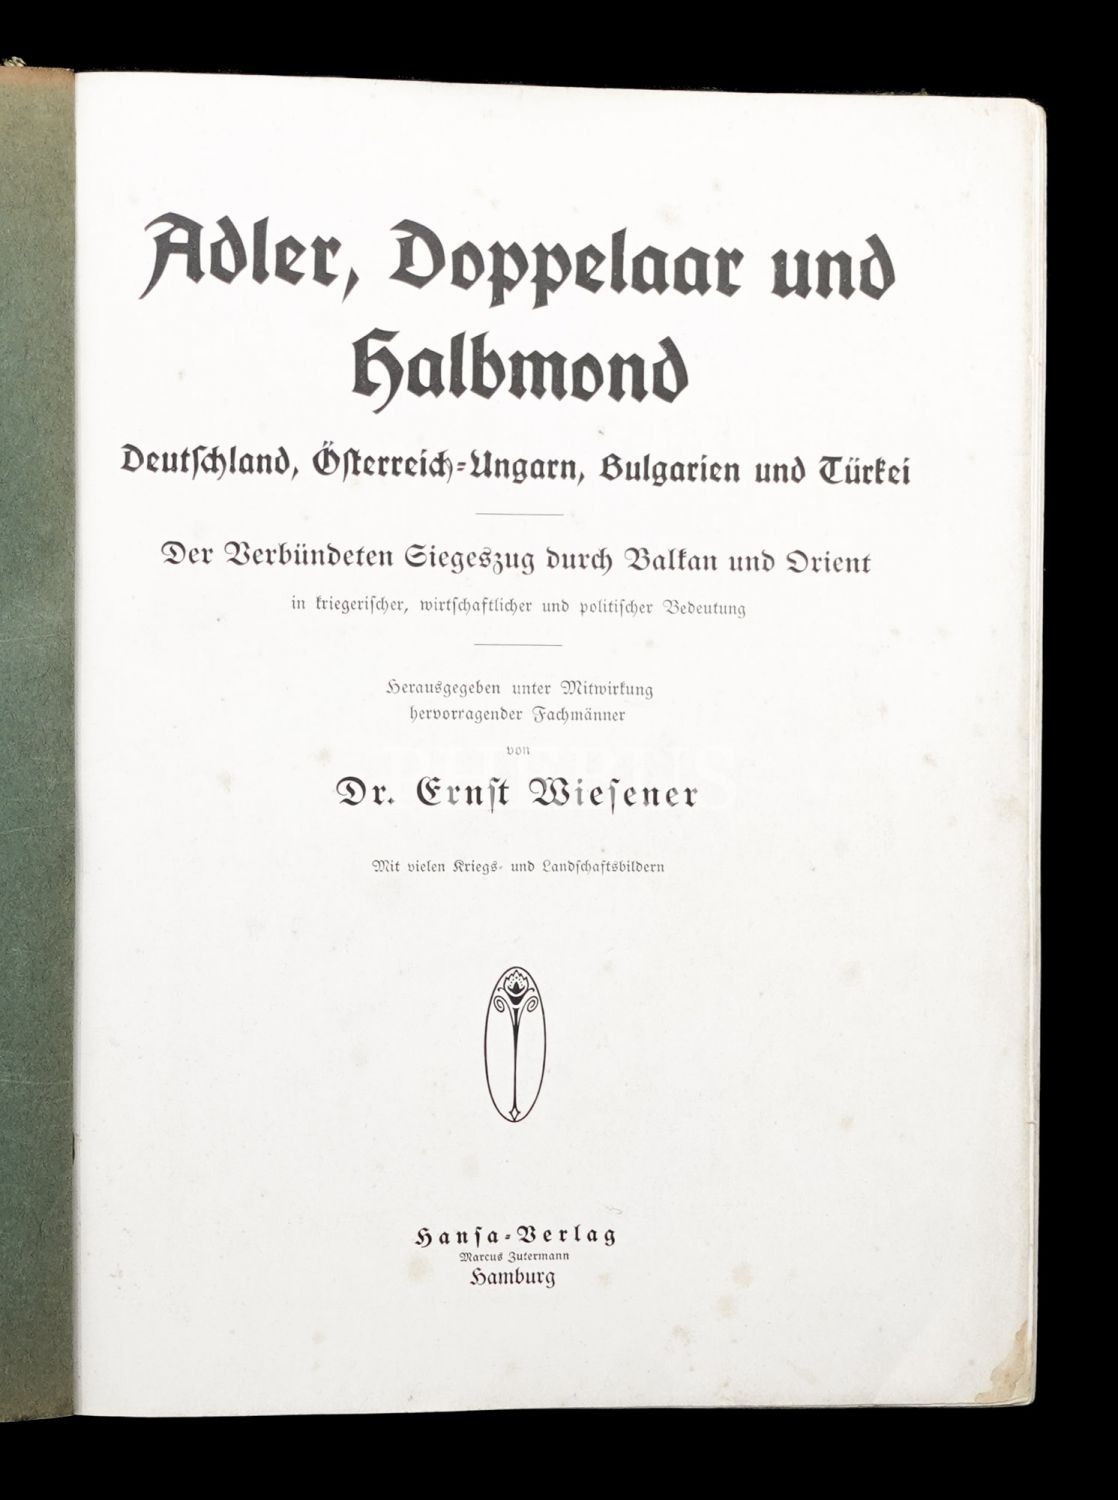 Adler, Doppelaar und
Halbmond
Deutſchland, Öſterreich-Ungarn, Bulgarien und Türkei
Der Verbündeten Siegeszug durch Balkan und Orient
in kriegeriſcher, wirtſchaftlicher und politiſcher Bedeutung
Herausgegeben unter Mitwirkung
hervorragender Fachmänner
von
Dr. Ernſt Wieſener
Mit vielen Kriegs- und Landſchaftsbildern
Hanſa-Verlag
Marcus Zutermann
Hamburg